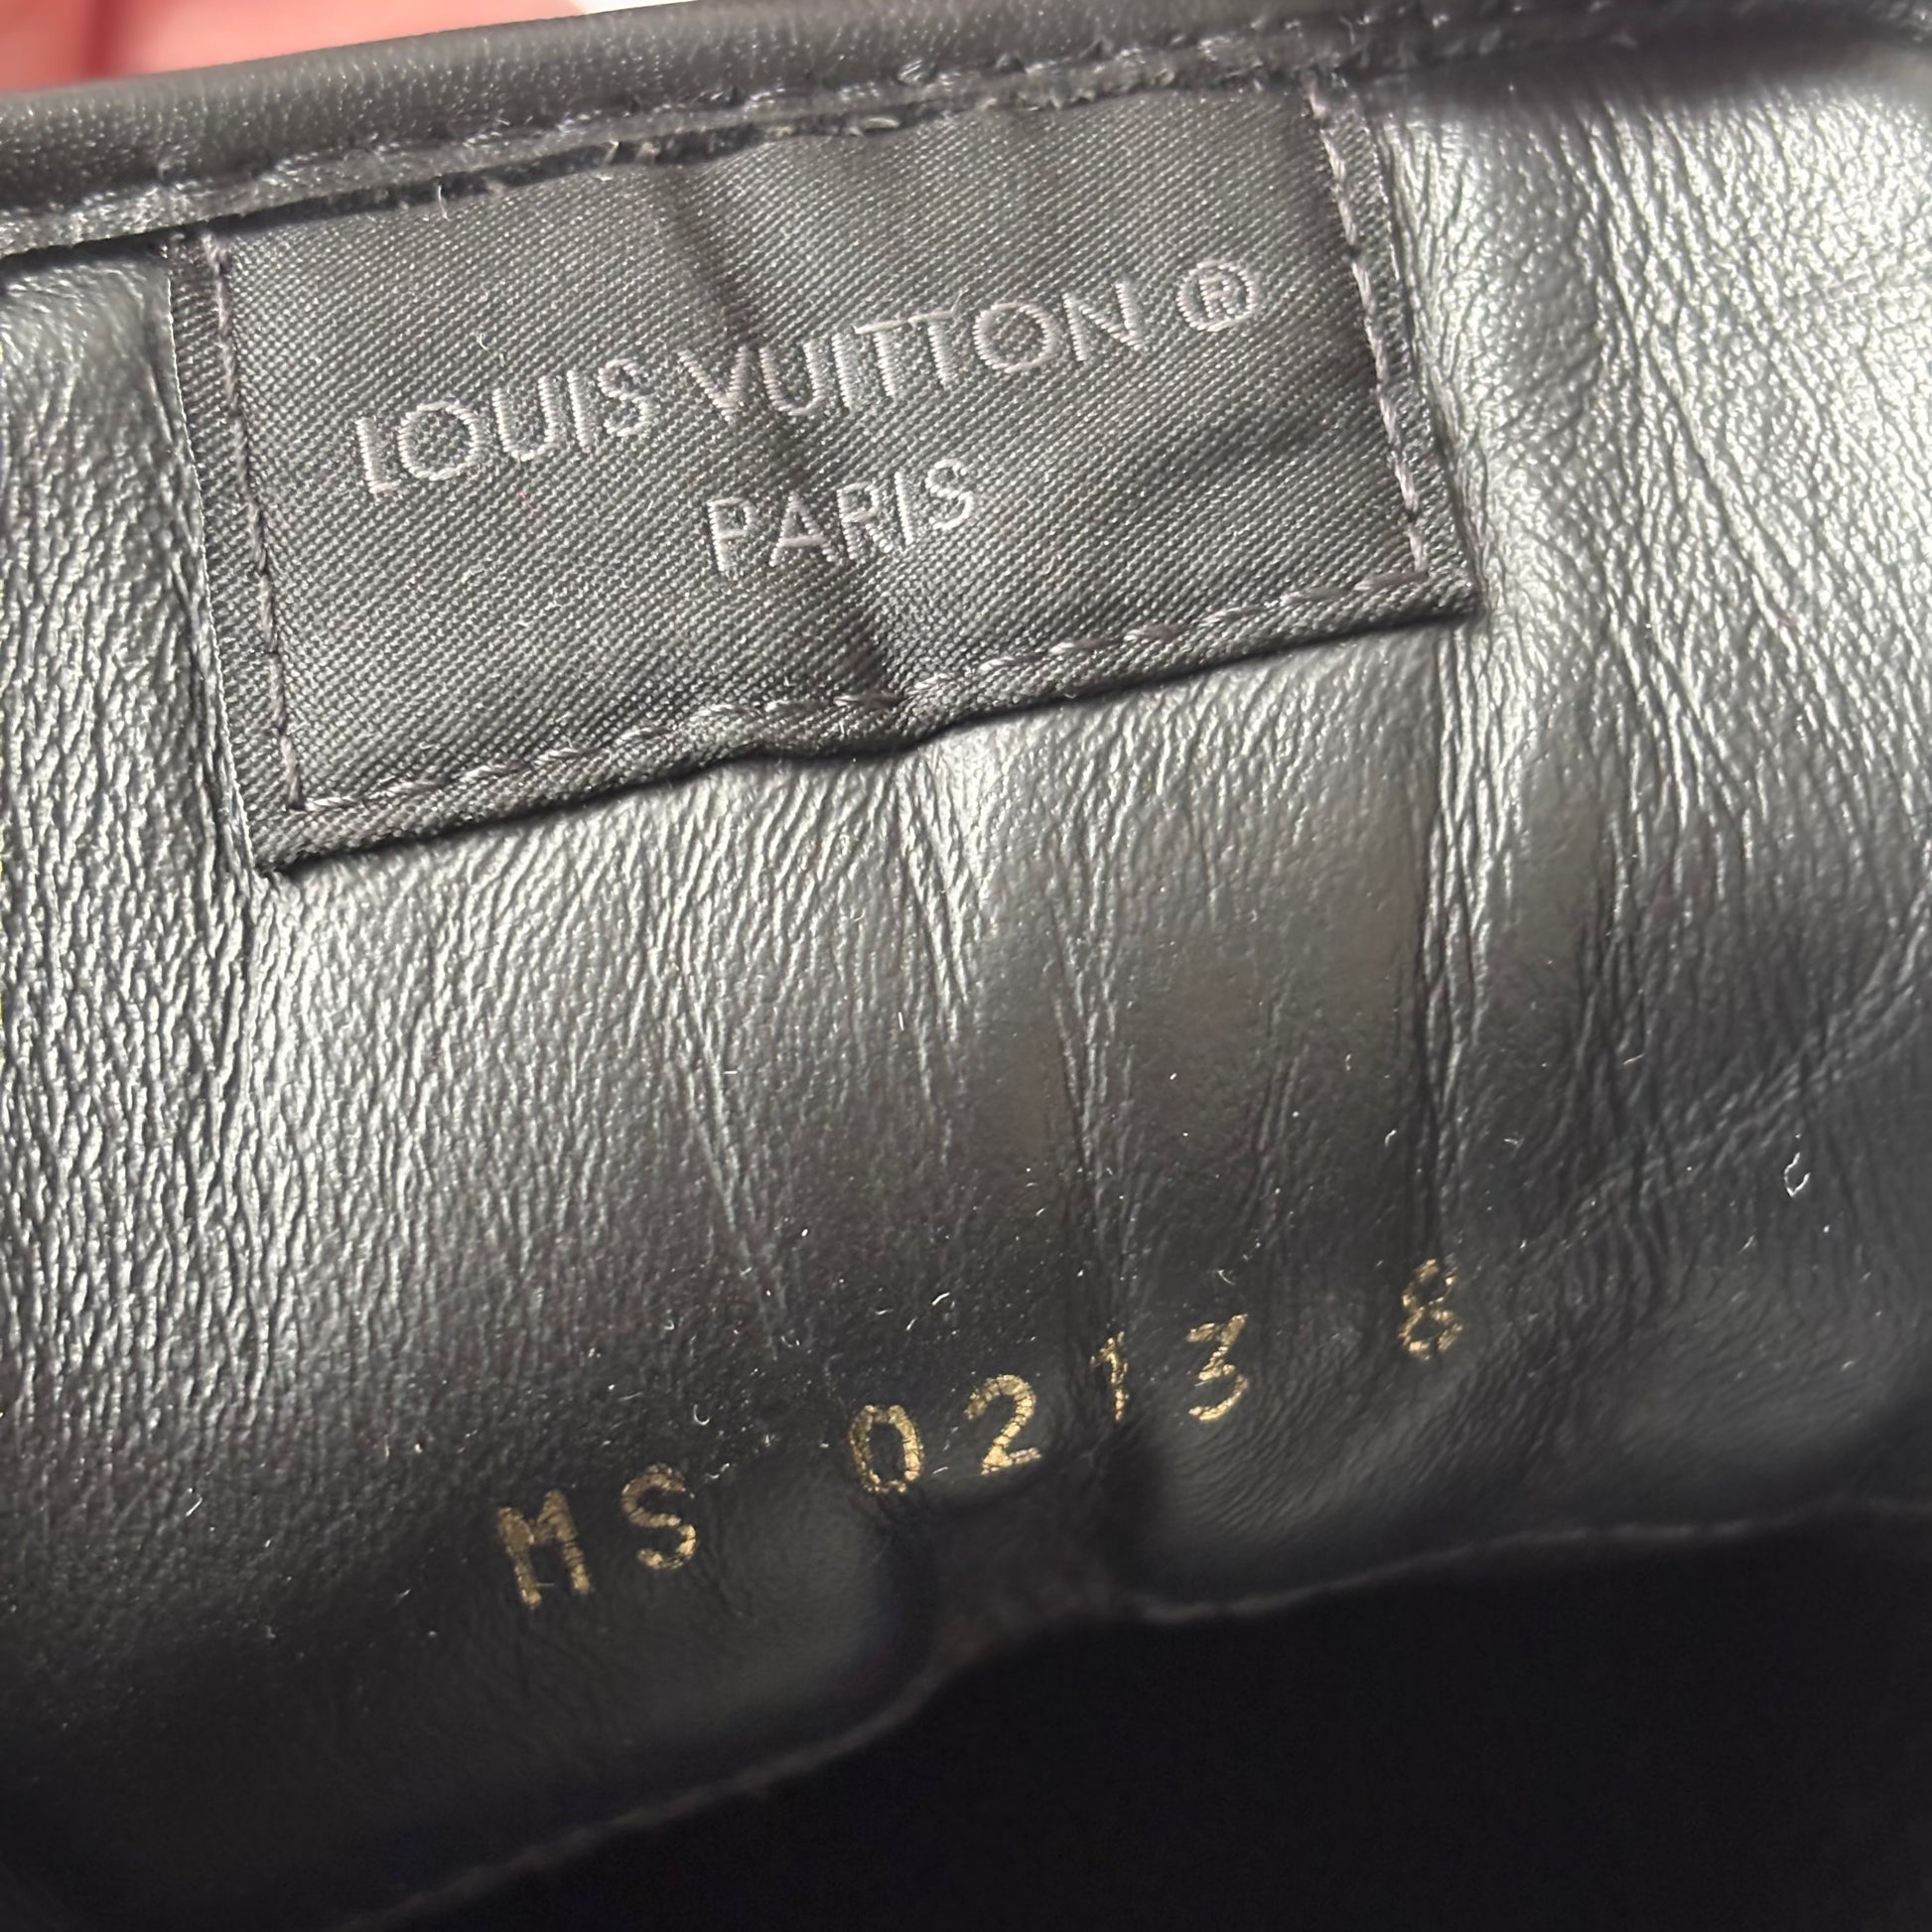 LOUIS VUITTON ®
PARIS
MS 0213 8